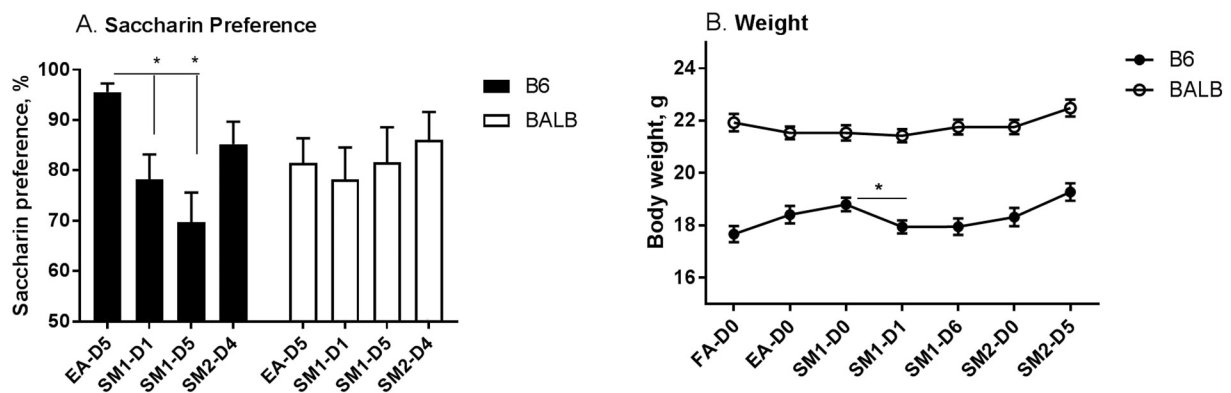 A. Saccharin Preference
Saccharin preference, %
100
90
80
70
60
50
* *
B6
BALB
EA-D5
SM1-D1
SM1-D5
SM2-D4
EA-D5
SM1-D1
SM1-D5
SM2-D4
B. Weight
Body weight, g
24
22
20
18
16
*
B6
BALB
FA-D0
EA-D0
SM1-D0
SM1-D1
SM1-D6
SM2-D0
SM2-D5